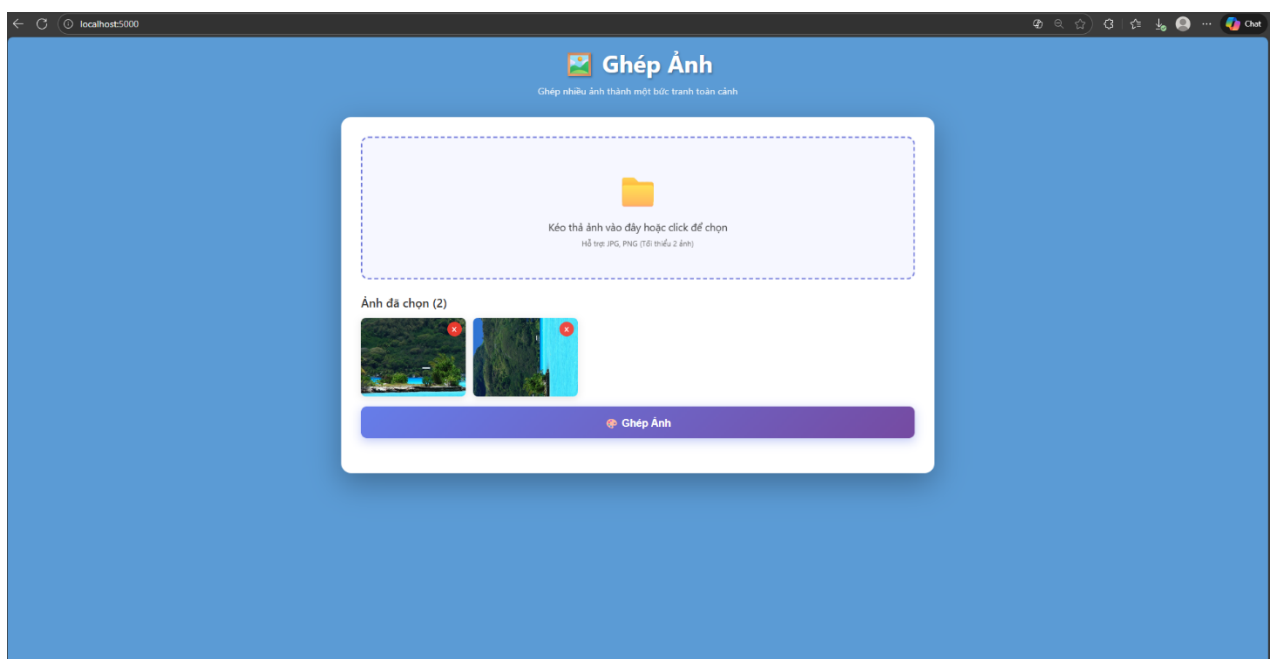 localhost:5000
Chat
Ghép Ảnh
Ghép nhiều ảnh thành một bức tranh toàn cảnh
Kéo thả ảnh vào đây hoặc click để chọn
Hỗ trợ: JPG, PNG (Tối thiểu 2 ảnh)
Ảnh đã chọn (2)
Ghép Ảnh